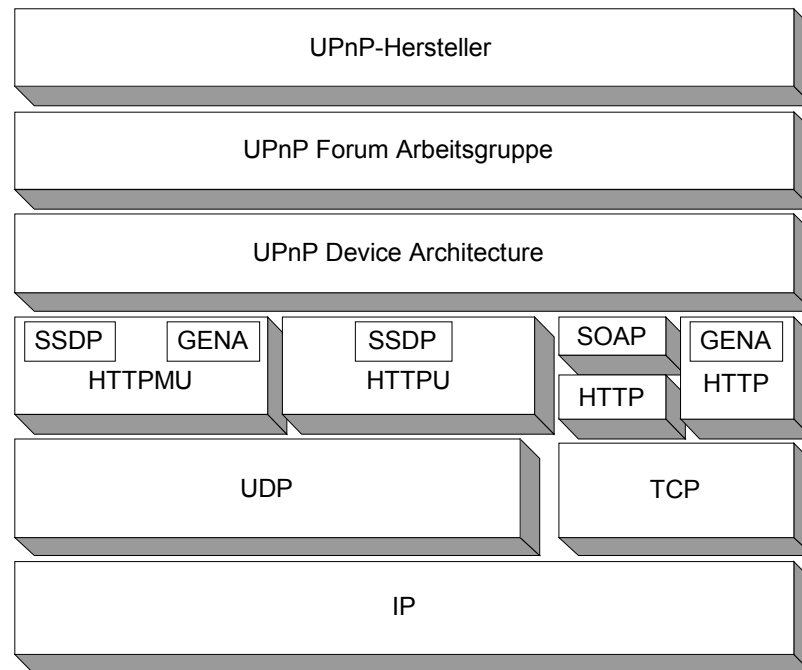 UPnP-Hersteller
UPnP Forum Arbeitsgruppe
UPnP Device Architecture
SSDP GENA
HTTPMU
SSDP
HTTPU
SOAP
HTTP
GENA
HTTP
UDP
TCP
IP